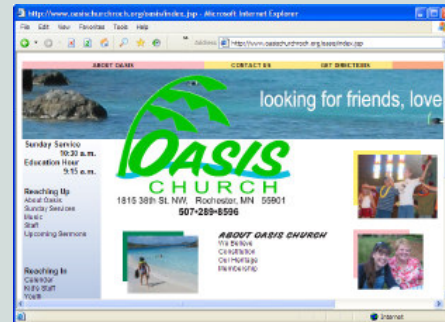 http://www.oasischurchroch.org/oasis/index.jsp - Microsoft Internet Explorer
File Edit View Favorites Tools Help
Address http://www.oasischurchroch.org/oasis/index.jsp
ABOUT OASIS CONTACT US GET DIRECTIONS
looking for friends, love
Sunday Service
10:30 a.m.
Education Hour
9:15 a.m.
OASIS
CHURCH
1815 38th St. NW, Rochester, MN 55901
507-289-8596
Reaching Up
About Oasis
Sunday Services
Music
Staff
Upcoming Sermons
ABOUT OASIS CHURCH
We Believe
Constitution
Our Heritage
Membership
Reaching In
Calendar
Kid's Stuff
Youth
Internet